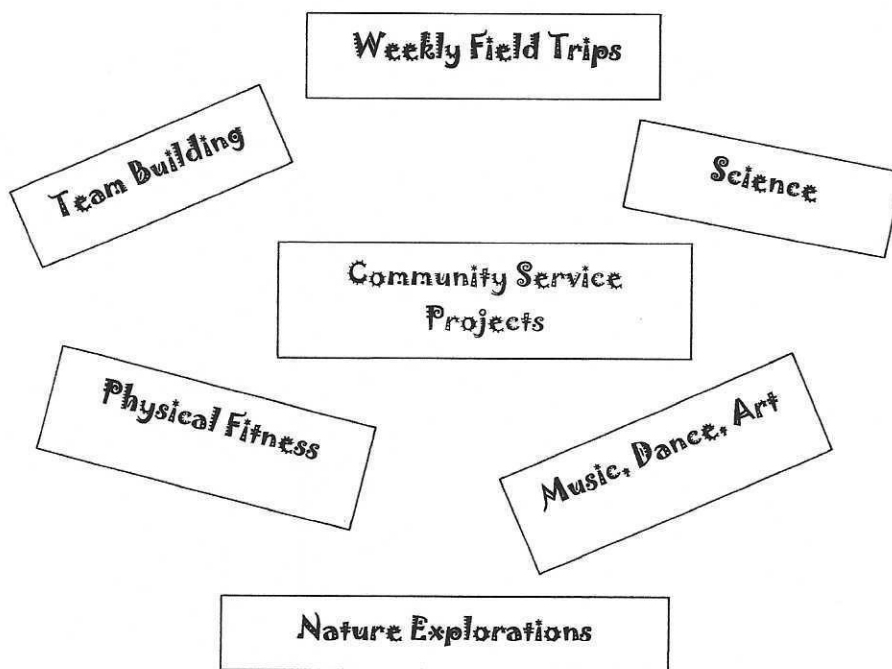 Weekly Field Trips
Team Building
Science
Community Service
Projects
Physical Fitness
Music, Dance, Art
Nature Explorations